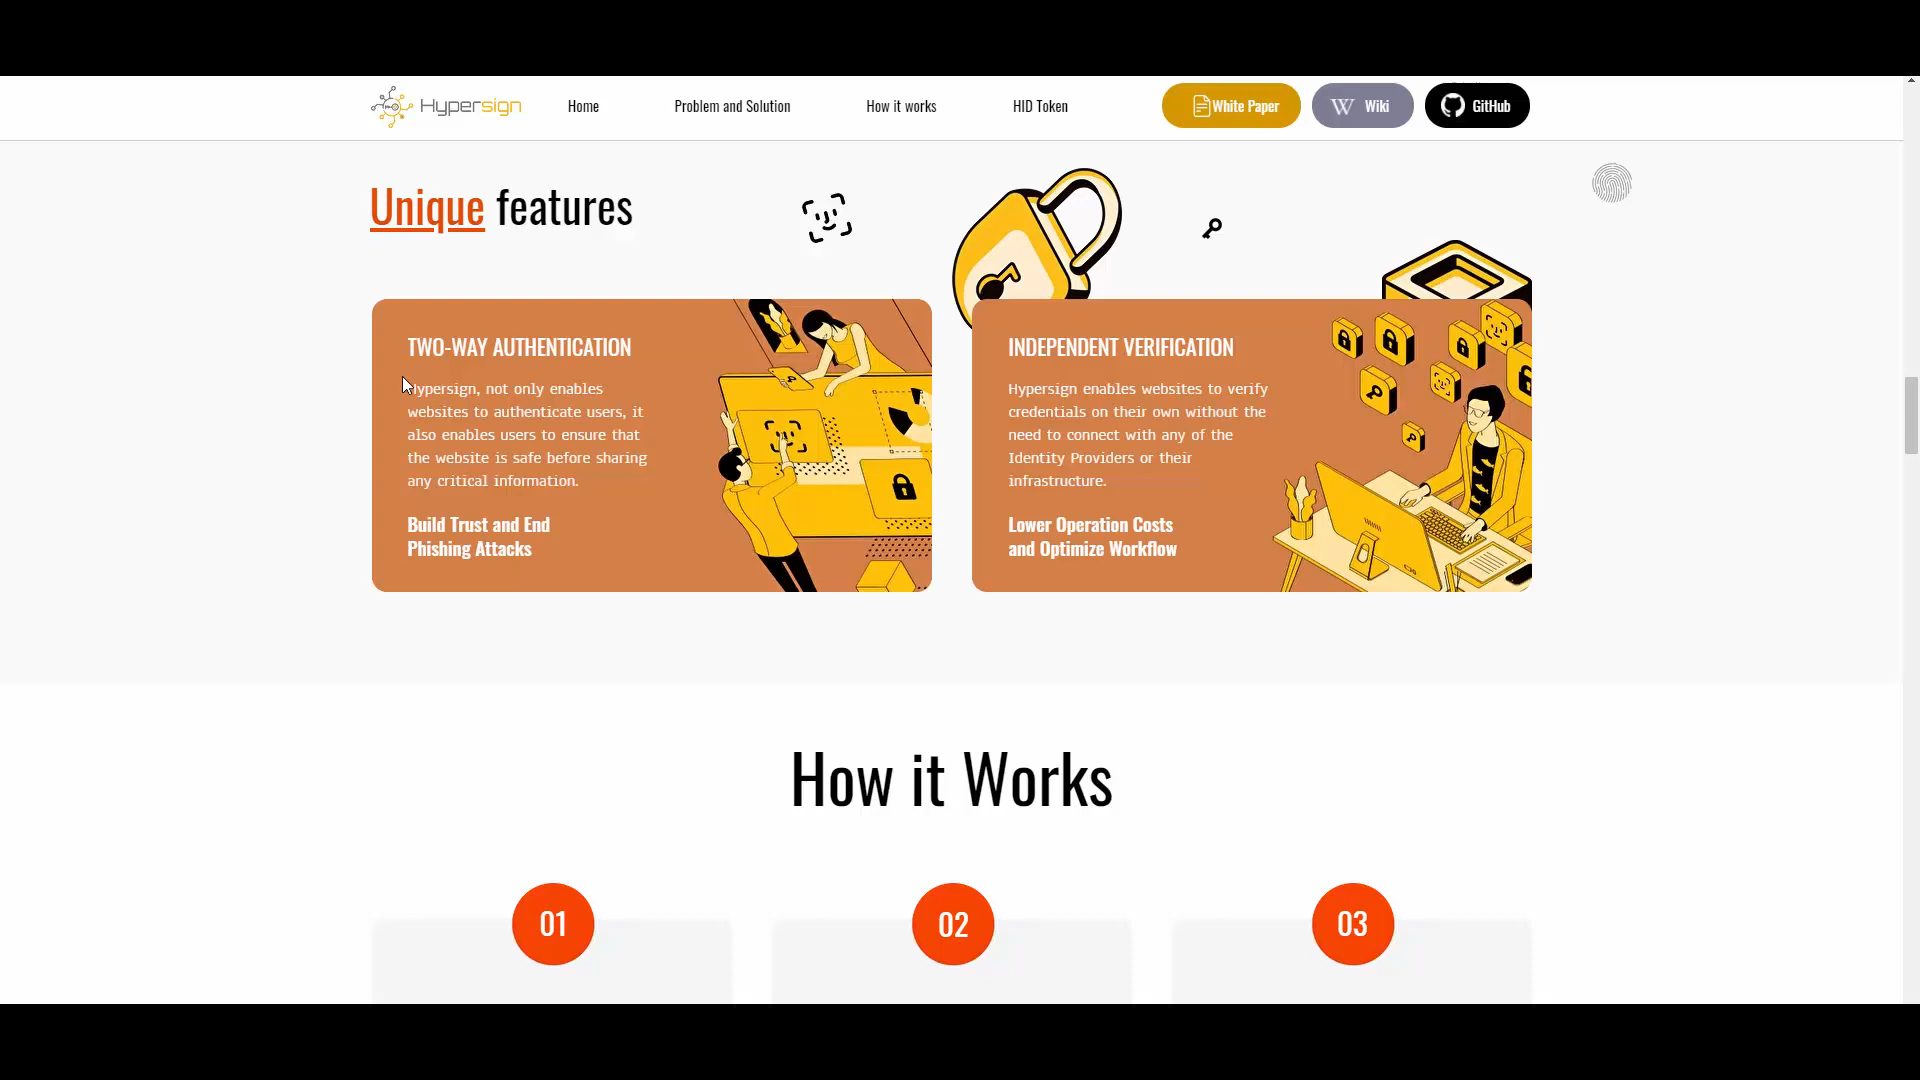 Hypersign Home Problem and Solution How it works HID Token White Paper Wiki GitHub
Unique features
TWO-WAY AUTHENTICATION
Hypersign, not only enables
websites to authenticate users, it
also enables users to ensure that
the website is safe before sharing
any critical information.
Build Trust and End
Phishing Attacks
INDEPENDENT VERIFICATION
Hypersign enables websites to verify
credentials on their own without the
need to connect with any of the
Identity Providers or their
infrastructure.
Lower Operation Costs
and Optimize Workflow
How it Works
01 02 03